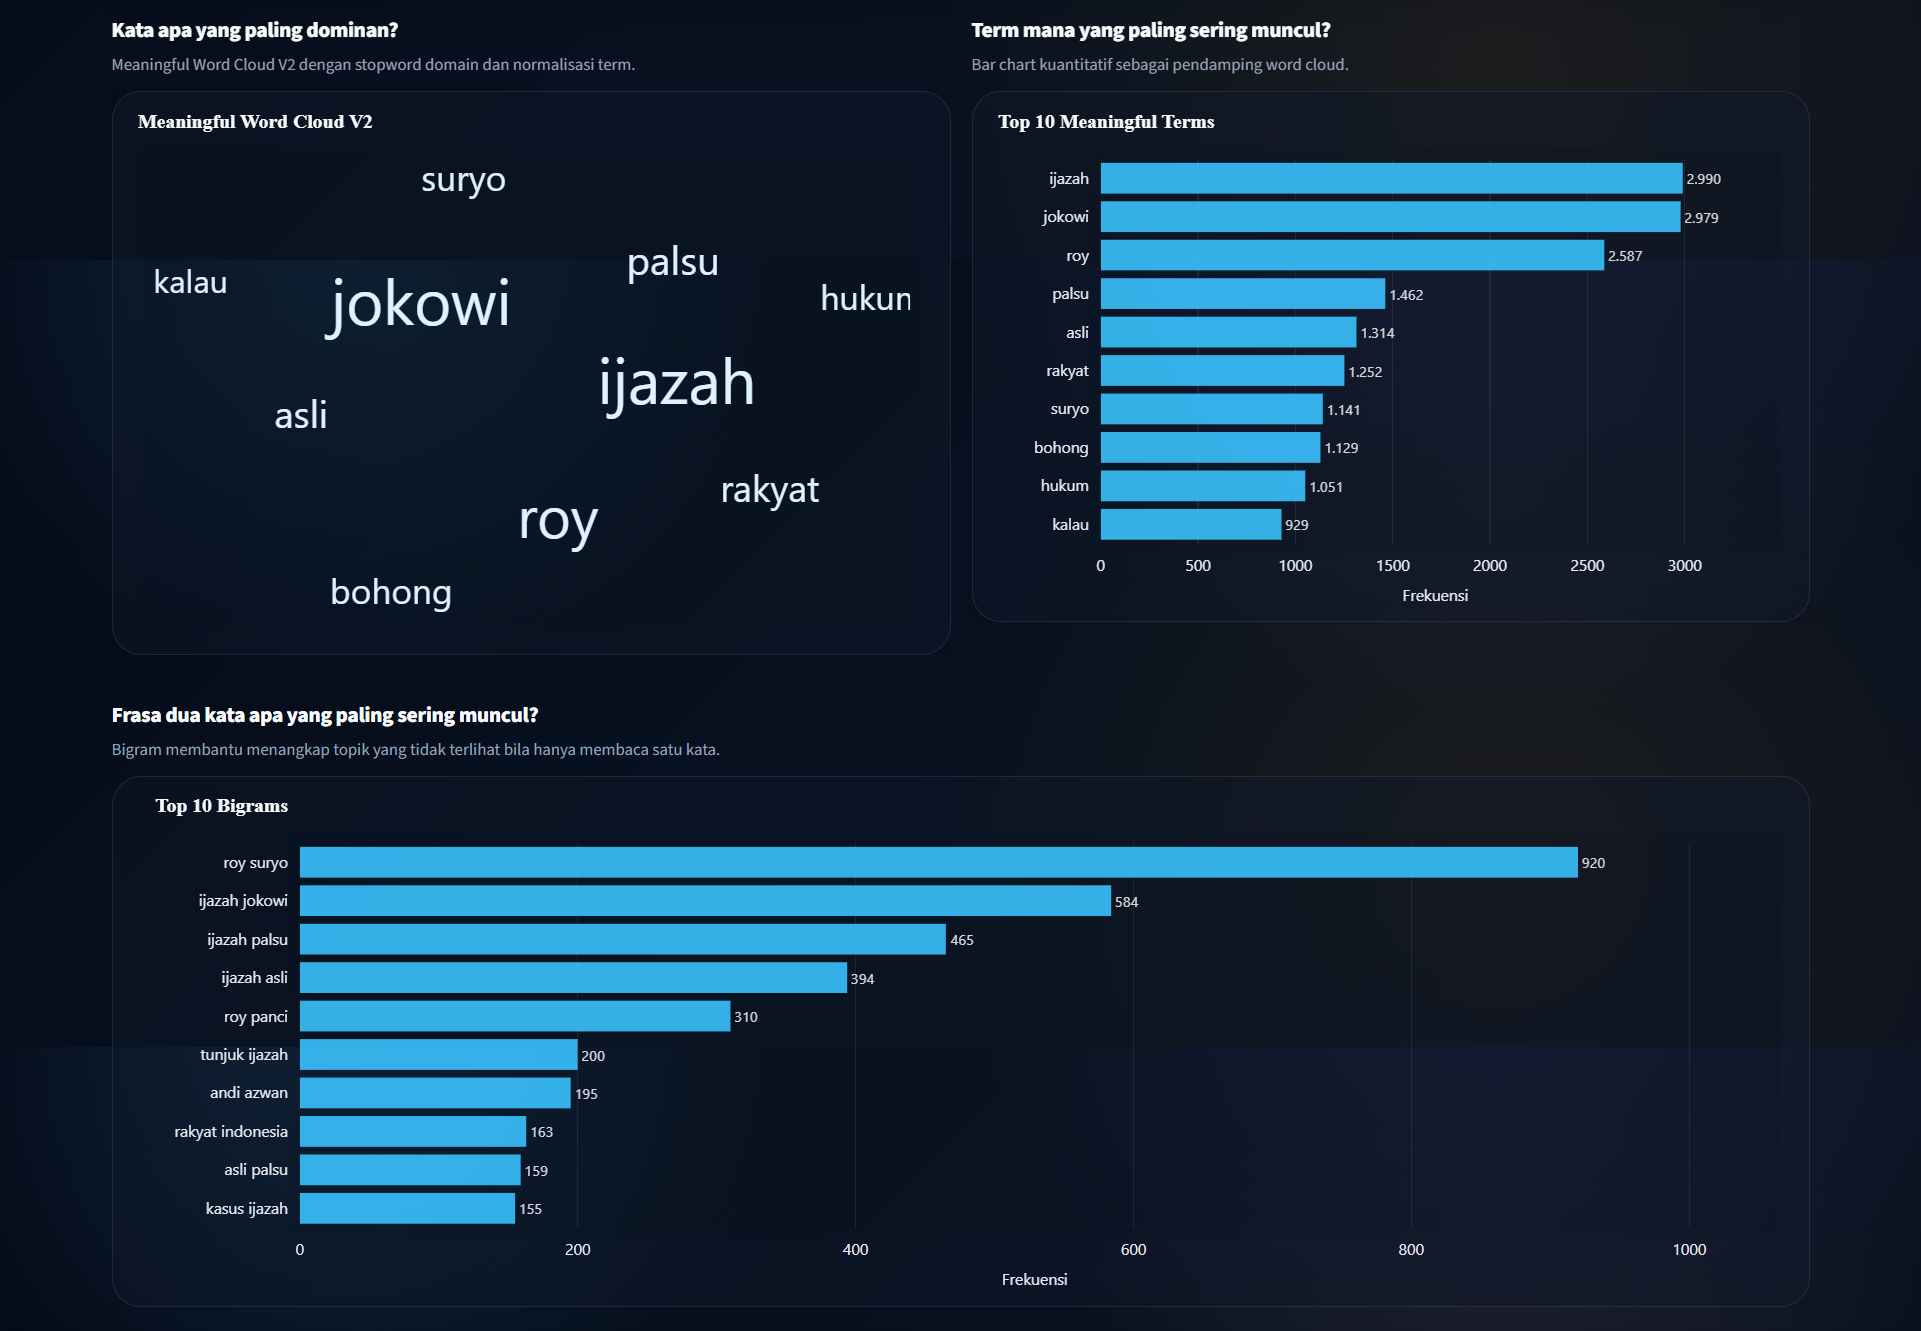 Kata apa yang paling dominan?
Meaningful Word Cloud V2 dengan stopword domain dan normalisasi term.
Meaningful Word Cloud V2
suryo
palsu
kalau
jokowi
hukun
ijazah
asli
rakyat
roy
bohong
Term mana yang paling sering muncul?
Bar chart kuantitatif sebagai pendamping word cloud.
Top 10 Meaningful Terms
ijazah 2.990
jokowi 2.979
roy 2.587
palsu 1.462
asli 1.314
rakyat 1.252
suryo 1.141
bohong 1.129
hukum 1.051
kalau 929
0 500 1000 1500 2000 2500 3000
Frekuensi
Frasa dua kata apa yang paling sering muncul?
Bigram membantu menangkap topik yang tidak terlihat bila hanya membaca satu kata.
Top 10 Bigrams
roy suryo 920
ijazah jokowi 584
ijazah palsu 465
ijazah asli 394
roy panci 310
tunjuk ijazah 200
andi azwan 195
rakyat indonesia 163
asli palsu 159
kasus ijazah 155
0 200 400 600 800 1000
Frekuensi